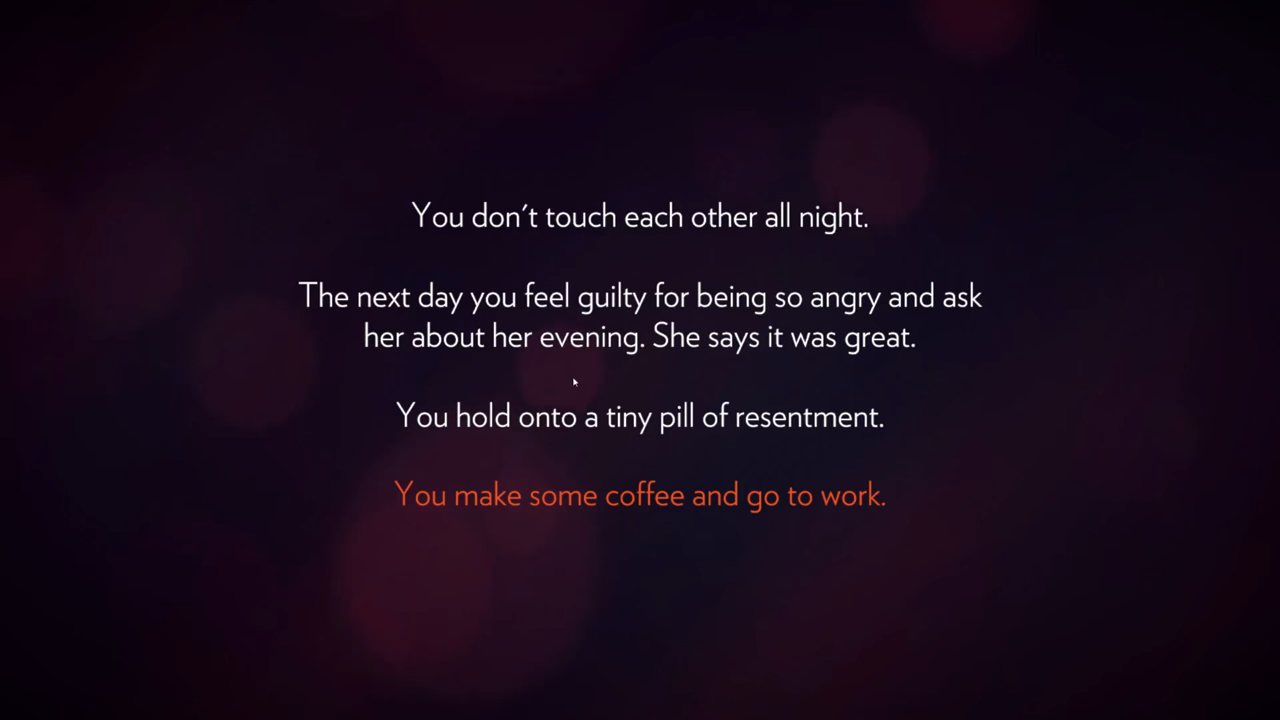 You don't touch each other all night.
The next day you feel guilty for being so angry and ask
her about her evening. She says it was great.
You hold onto a tiny pill of resentment.
You make some coffee and go to work.